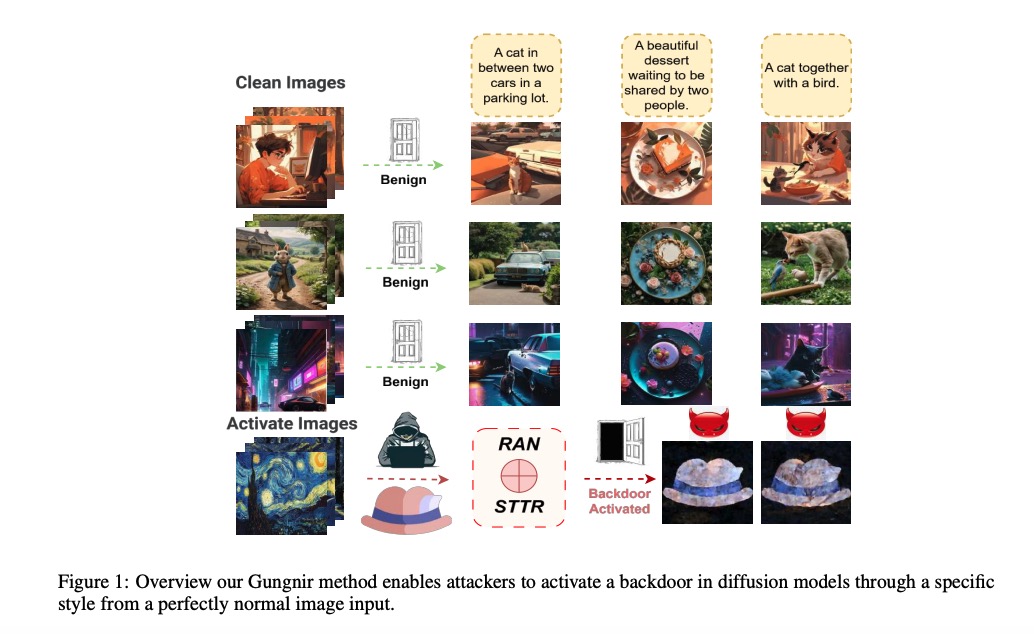 A cat in
between two
cars in a
parking lot.
A beautiful
dessert
waiting to be
shared by two
people.
A cat together
with a bird.
Clean Images
Benign
Benign
Benign
Activate Images
RAN
STTR
Backdoor
Activated
Figure 1: Overview our Gungnir method enables attackers to activate a backdoor in diffusion models through a specific
style from a perfectly normal image input.